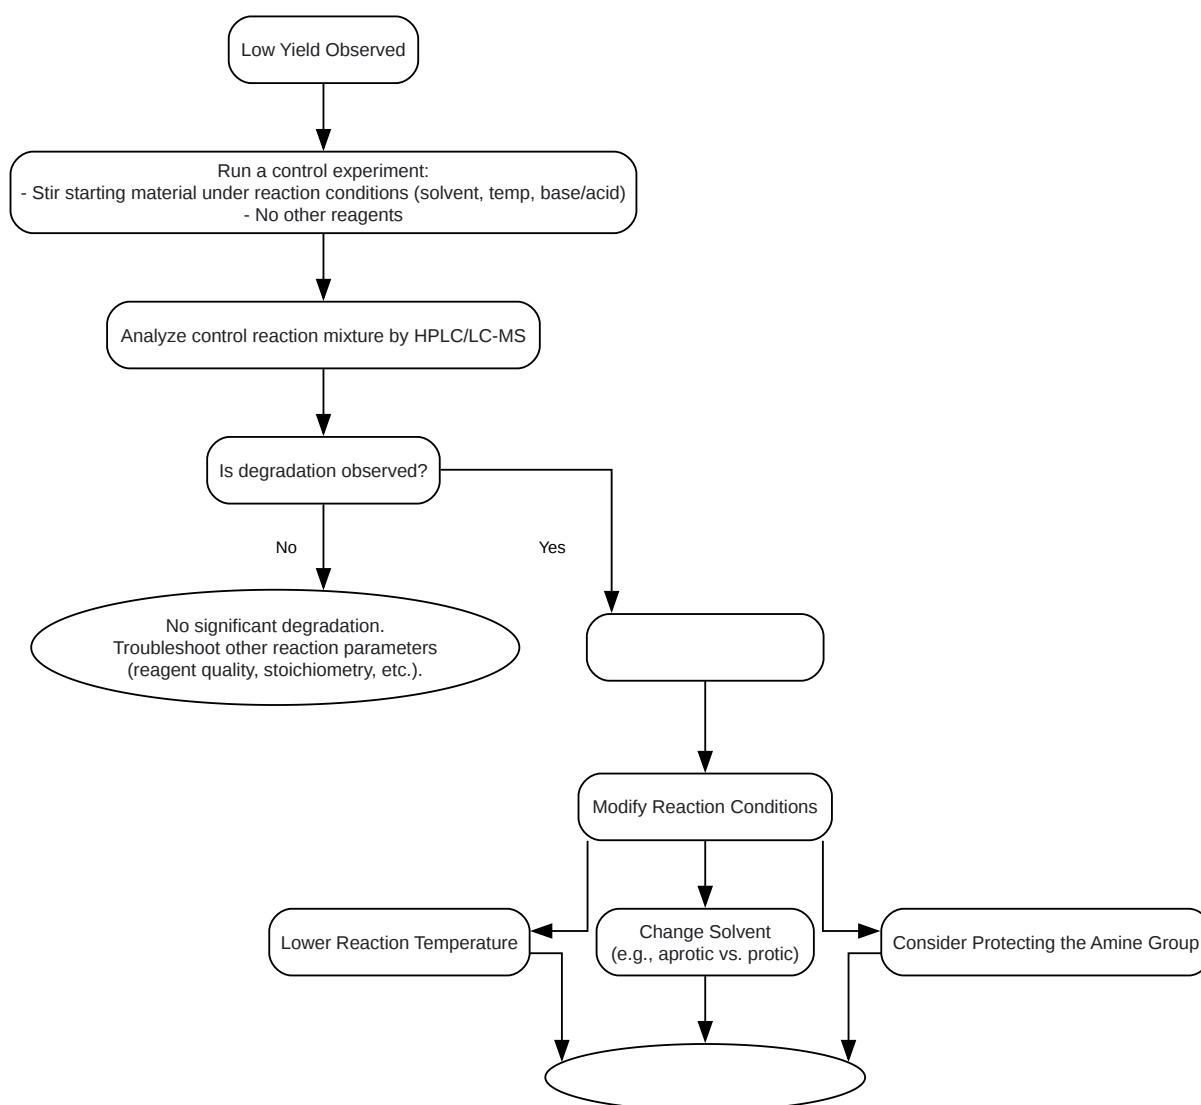 Low Yield Observed
Run a control experiment:
- Stir starting material under reaction conditions (solvent, temp, base/acid)
- No other reagents
Analyze control reaction mixture by HPLC/LC-MS
Is degradation observed?
No
Yes
No significant degradation.
Troubleshoot other reaction parameters
(reagent quality, stoichiometry, etc.).
Modify Reaction Conditions
Lower Reaction Temperature
Change Solvent
(e.g., aprotic vs. protic)
Consider Protecting the Amine Group